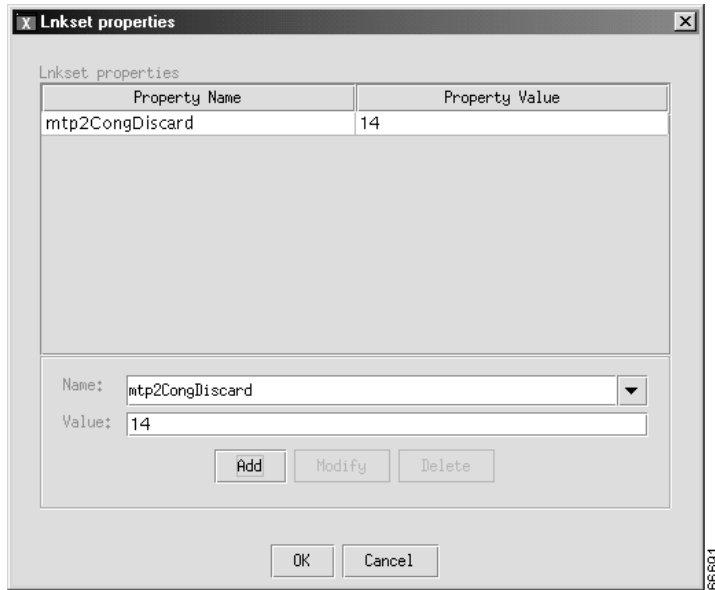 X Lnkset properties
Lnkset properties
Property Name Property Value
mtp2CongDiscard 14
Name: mtp2CongDiscard
Value: 14
Add Modify Delete
OK Cancel
66691